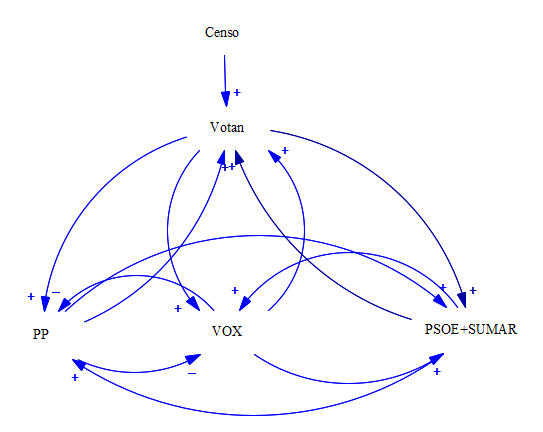 Censo
+
Votan
+
++
+
–
+
+
+
+
PP
VOX
PSOE+SUMAR
+
–
+